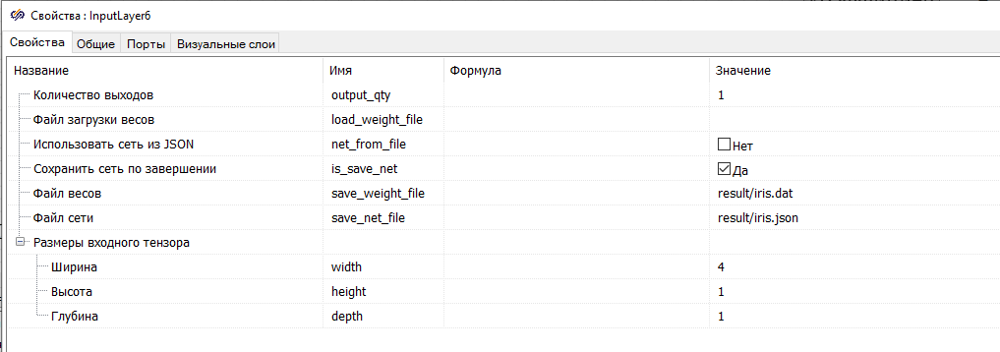 Свойства : InputLayer6
Свойства Общие Порты Визуальные слои
Название Имя Формула Значение
Количество выходов output_qty 1
Файл загрузки весов load_weight_file
Использовать сеть из JSON net_from_file Нет
Сохранить сеть по завершении is_save_net Да
Файл весов save_weight_file result/iris.dat
Файл сети save_net_file result/iris.json
Размеры входного тензора
Ширина width 4
Высота height 1
Глубина depth 1